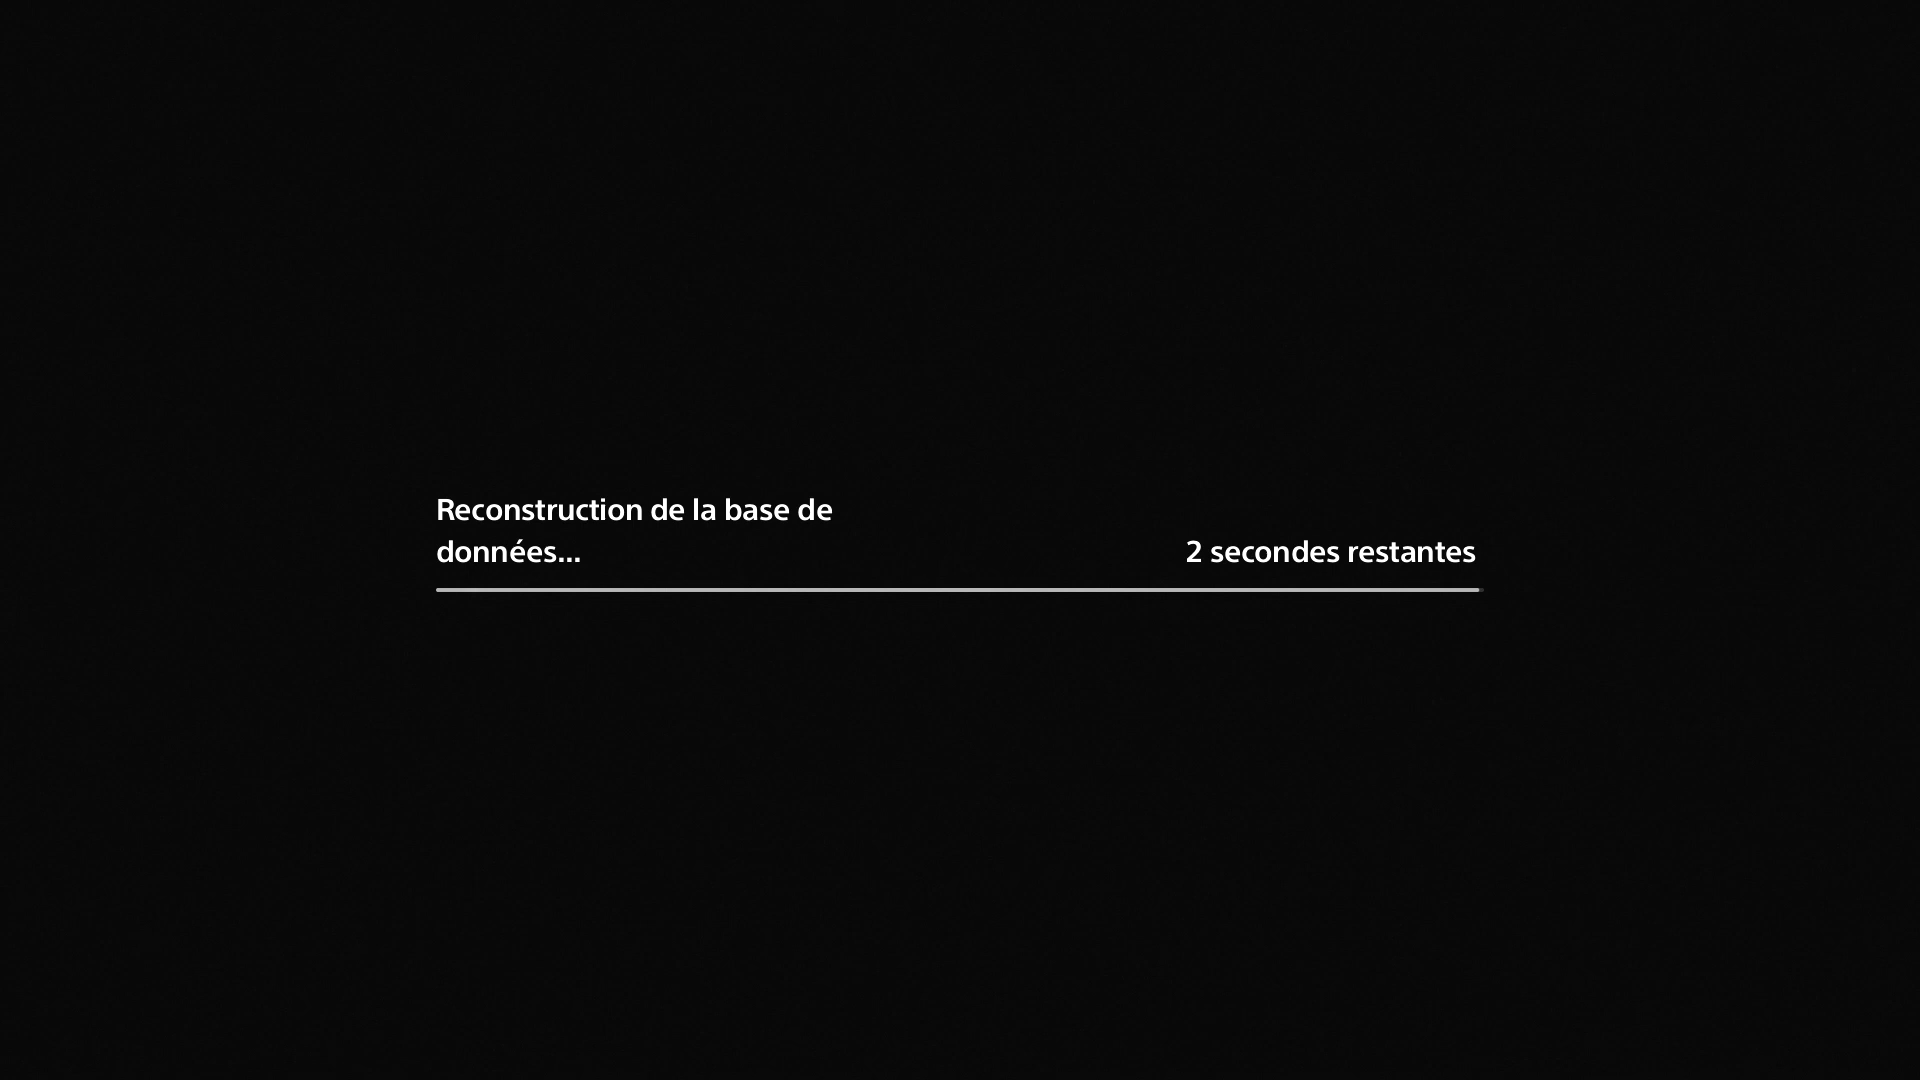 Reconstruction de la base de
données...
2 secondes restantes